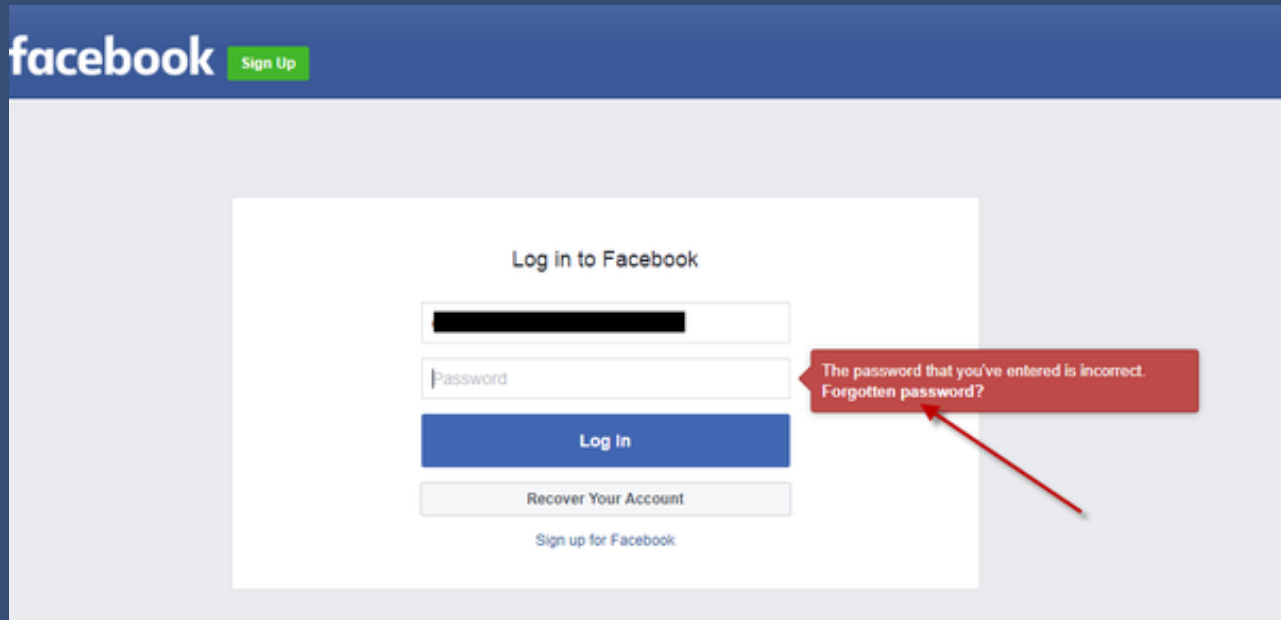 facebook Sign Up
Log in to Facebook
Password
The password that you've entered is incorrect.
Forgotten password?
Log In
Recover Your Account
Sign up for Facebook